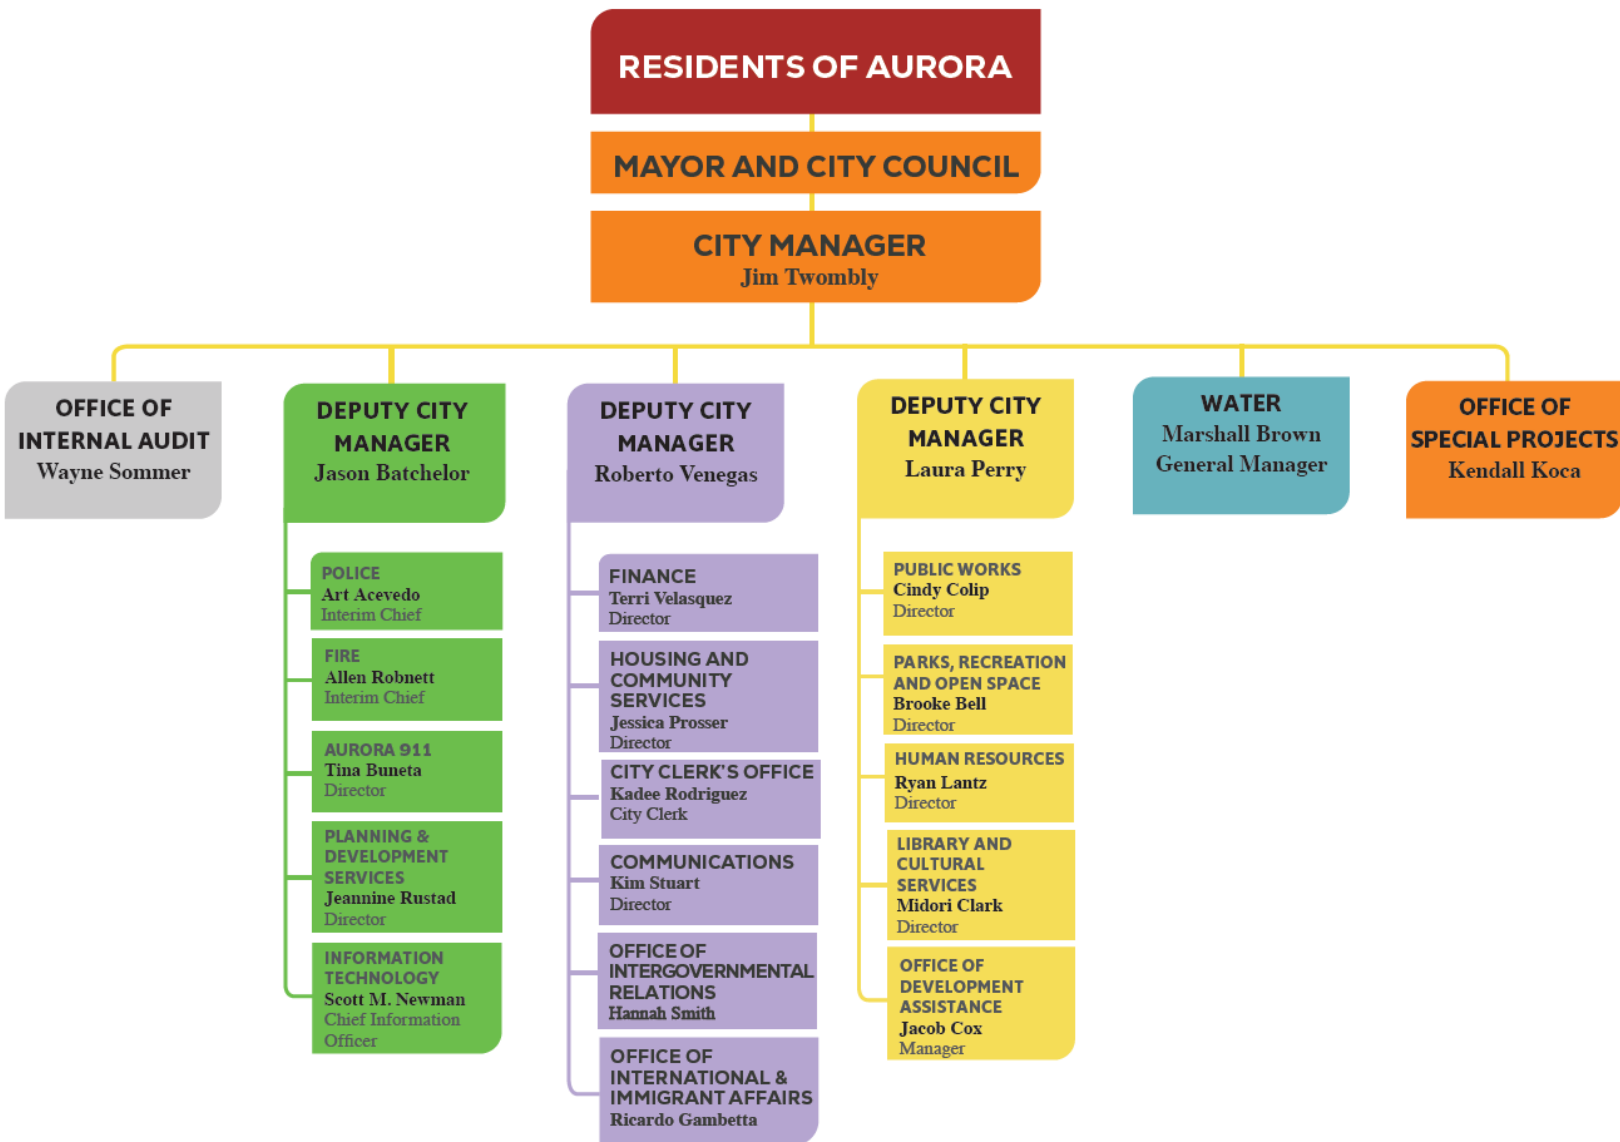 RESIDENTS OF AURORA
MAYOR AND CITY COUNCIL
CITY MANAGER
Jim Twombly
OFFICE OF
INTERNAL AUDIT
Wayne Sommer
DEPUTY CITY
MANAGER
Jason Batchelor
POLICE
Art Acevedo
Interim Chief
FIRE
Allen Robnett
Interim Chief
AURORA 911
Tina Buneta
Director
PLANNING &
DEVELOPMENT
SERVICES
Jeannine Rustad
Director
INFORMATION
TECHNOLOGY
Scott M. Newman
Chief Information
Officer
DEPUTY CITY
MANAGER
Roberto Venegas
FINANCE
Terri Velasquez
Director
HOUSING AND
COMMUNITY
SERVICES
Jessica Prosser
Director
CITY CLERK'S OFFICE
Kadee Rodriguez
City Clerk
COMMUNICATIONS
Kim Stuart
Director
OFFICE OF
INTERGOVERNMENTAL
RELATIONS
Hannah Smith
OFFICE OF
INTERNATIONAL &
IMMIGRANT AFFAIRS
Ricardo Gambetta
DEPUTY CITY
MANAGER
Laura Perry
PUBLIC WORKS
Cindy Colip
Director
PARKS, RECREATION
AND OPEN SPACE
Brooke Bell
Director
HUMAN RESOURCES
Ryan Lantz
Director
LIBRARY AND
CULTURAL
SERVICES
Midori Clark
Director
OFFICE OF
DEVELOPMENT
ASSISTANCE
Jacob Cox
Manager
WATER
Marshall Brown
General Manager
OFFICE OF
SPECIAL PROJECTS
Kendall Koca